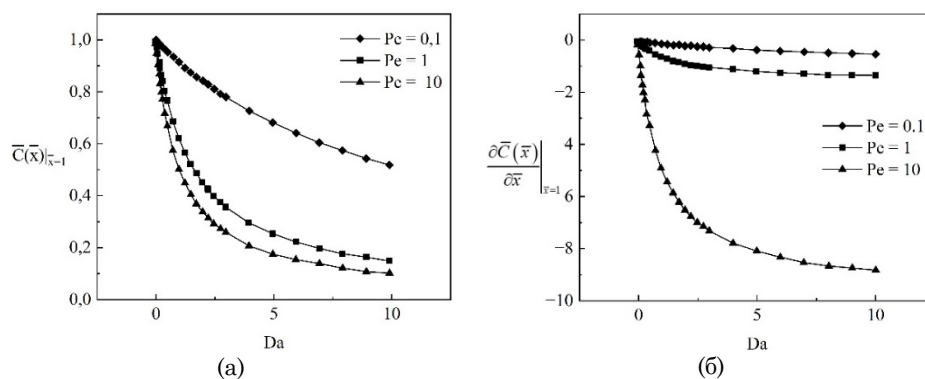 1,0
0,8
0,6
0,4
0,2
0,0
C̅(x̅)|x̅=1
Pe = 0,1
Pe = 1
Pe = 10
0
5
10
Da
(а)
0
−2
−4
−6
−8
−10
∂C̅(x̅)
∂x̅
x̅=1
Pe = 0.1
Pe = 1
Pe = 10
0
5
10
Da
(б)